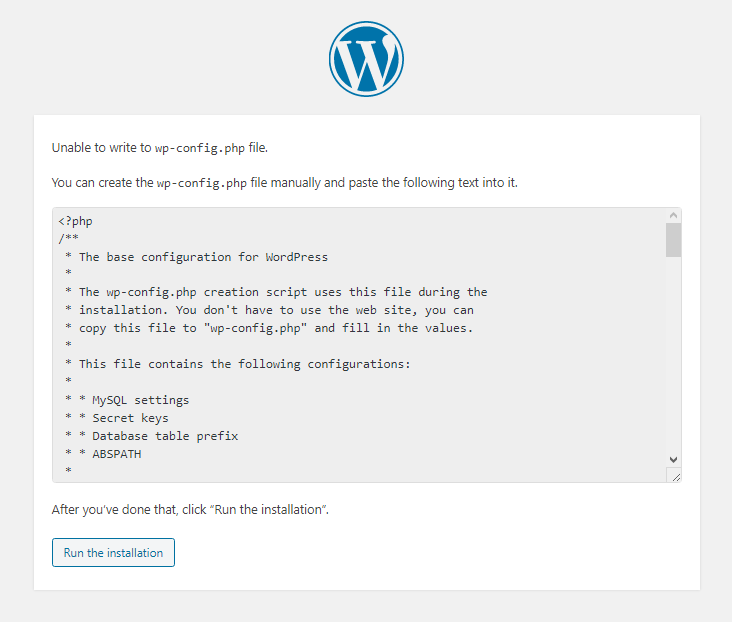 Unable to write to wp-config.php file.
You can create the wp-config.php file manually and paste the following text into it.
<?php
/**
 * The base configuration for WordPress
 *
 * The wp-config.php creation script uses this file during the
 * installation. You don't have to use the web site, you can
 * copy this file to "wp-config.php" and fill in the values.
 *
 * This file contains the following configurations:
 *
 * * MySQL settings
 * * Secret keys
 * * Database table prefix
 * * ABSPATH
 *
After you've done that, click “Run the installation”.
Run the installation